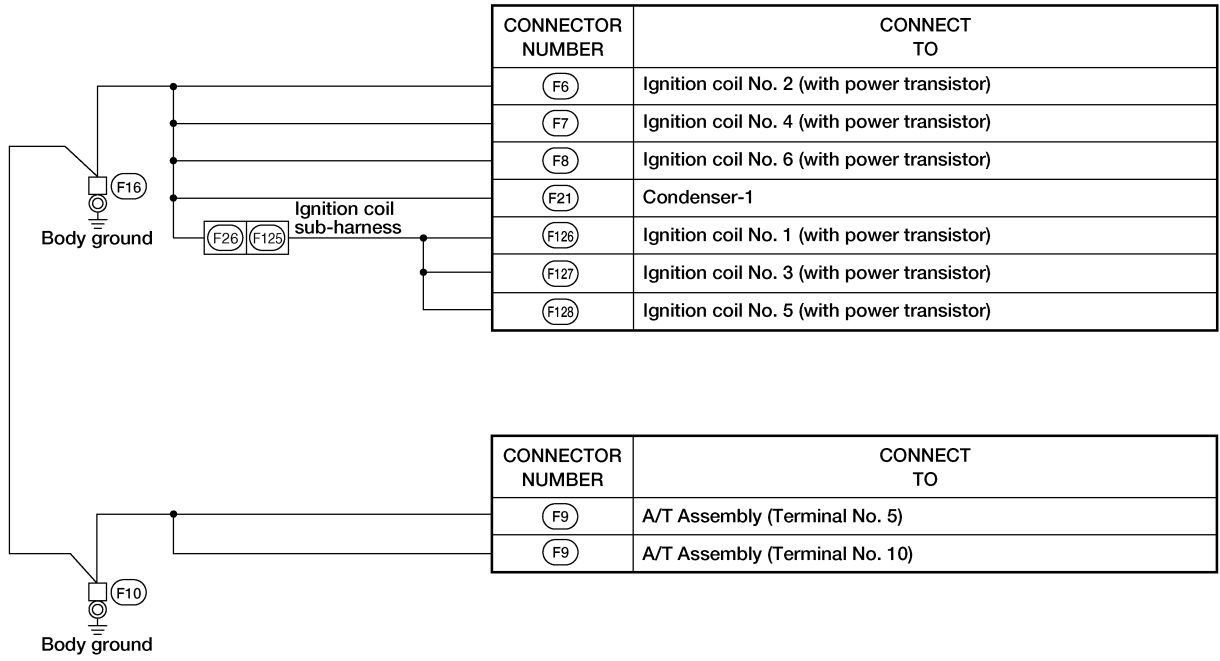 CONNECTOR NUMBER
CONNECT TO
F6
Ignition coil No. 2 (with power transistor)
F7
Ignition coil No. 4 (with power transistor)
F8
Ignition coil No. 6 (with power transistor)
F21
Condenser-1
F126
Ignition coil No. 1 (with power transistor)
F127
Ignition coil No. 3 (with power transistor)
F128
Ignition coil No. 5 (with power transistor)
F16
Body ground
F26
F125
Ignition coil
sub-harness
CONNECTOR NUMBER
CONNECT TO
F9
A/T Assembly (Terminal No. 5)
F9
A/T Assembly (Terminal No. 10)
F10
Body ground